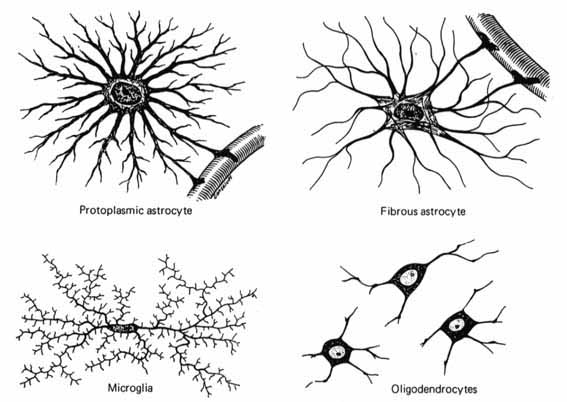 Protoplasmic astrocyte
Fibrous astrocyte
Microglia
Oligodendrocytes